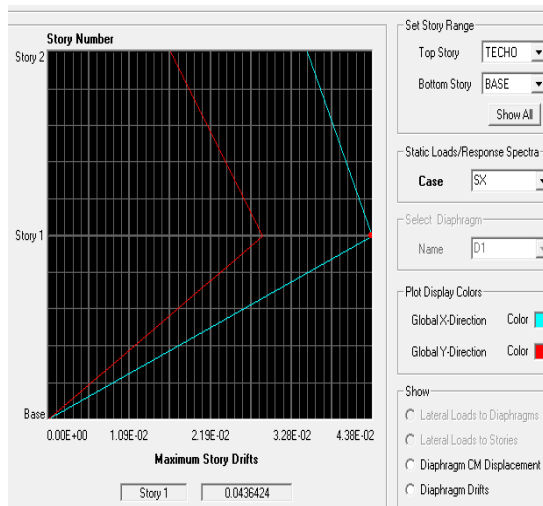 Story Number
Story 2
Story 1
Base
0.00E+00 1.09E-02 2.19E-02 3.28E-02 4.38E-02
Maximum Story Drifts
Story 1 0.0436424
Set Story Range
Top Story TECHO
Bottom Story BASE
Show All
Static Loads/Response Spectra
Case SX
Select Diaphragm
Name D1
Plot Display Colors
Global X-Direction Color
Global Y-Direction Color
Show
Lateral Loads to Diaphragms
Lateral Loads to Stories
Diaphragm CM Displacement
Diaphragm Drifts